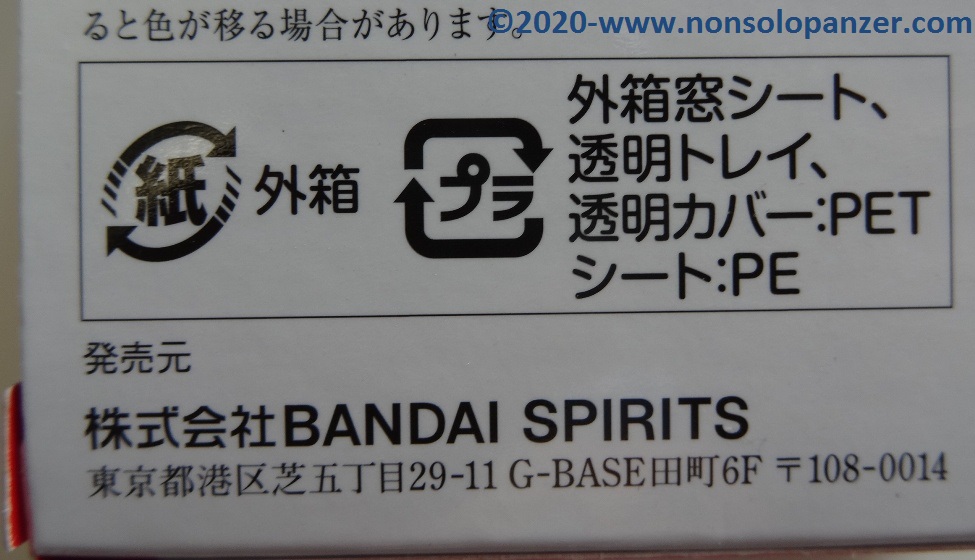 ©2020-www.nonsolopanzer.com
ると色が移る場合があります。
紙 外箱
プラ
外箱窓シート、
透明トレイ、
透明カバー:PET
シート:PE
発売元
株式会社BANDAI SPIRITS
東京都港区芝五丁目29-11 G-BASE田町6F 〒108-0014